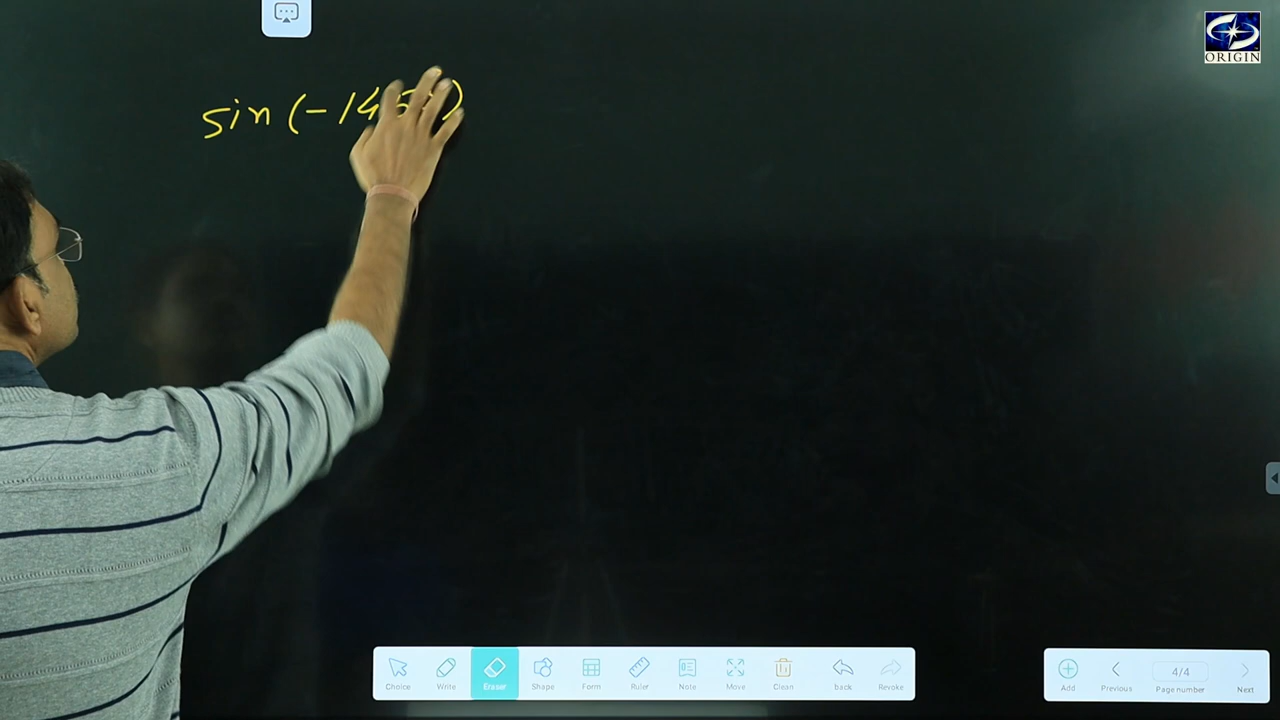 sin (-145 )
ORIGIN
Choice Write Eraser Shape Form Ruler Note Move Clean back Revoke
Add Previous 4/4 Page number Next